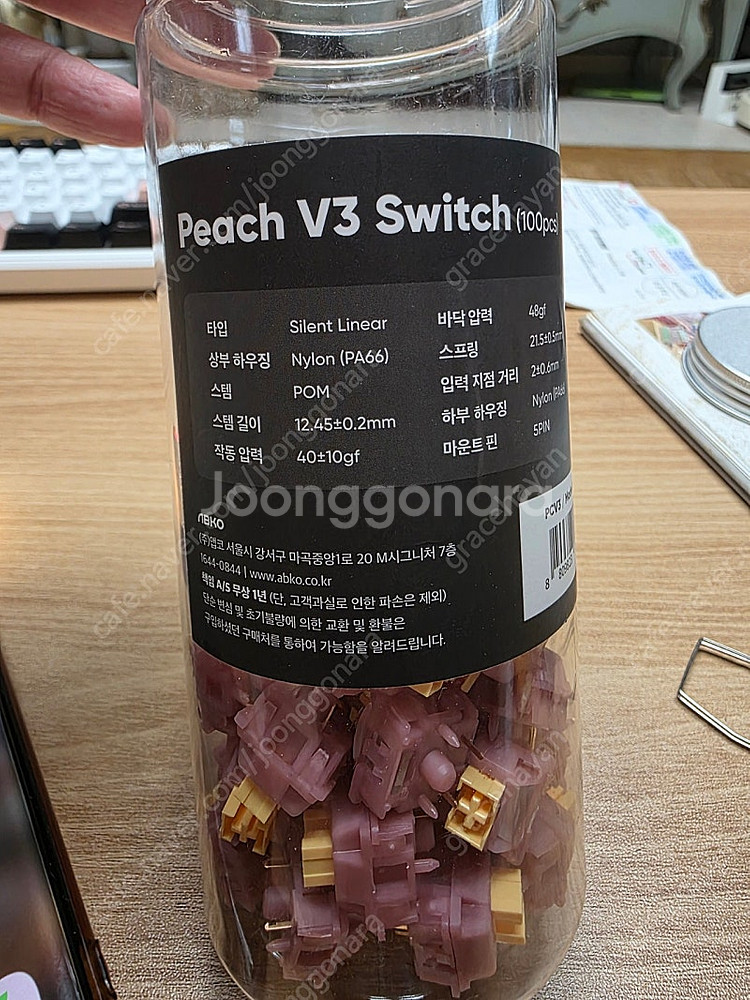 Peach V3 Switch (100pcs)
타입 Silent Linear
상부 하우징 Nylon (PA66)
스템 POM
스템 길이 12.45±0.2mm
작동 압력 40±10gf
바닥 압력 48gf
스프링 21.5±0.5mm
입력 지점 거리 2±0.6mm
하부 하우징 Nylon (PA66
마운트 핀 5PIN
Joonggonara
ABKO
(주)앱코 서울시 강서구 마곡중앙1로 20 M시그니처 7층
1644-0844 | www.abko.co.kr
책임 A/S 무상 1년 (단, 고객과실로 인한 파손은 제외)
단순 변심 및 초기불량에 의한 교환 및 환불은
구입하셨던 구매처를 통하여 가능함을 알려드립니다.
PGV3 /
8 809